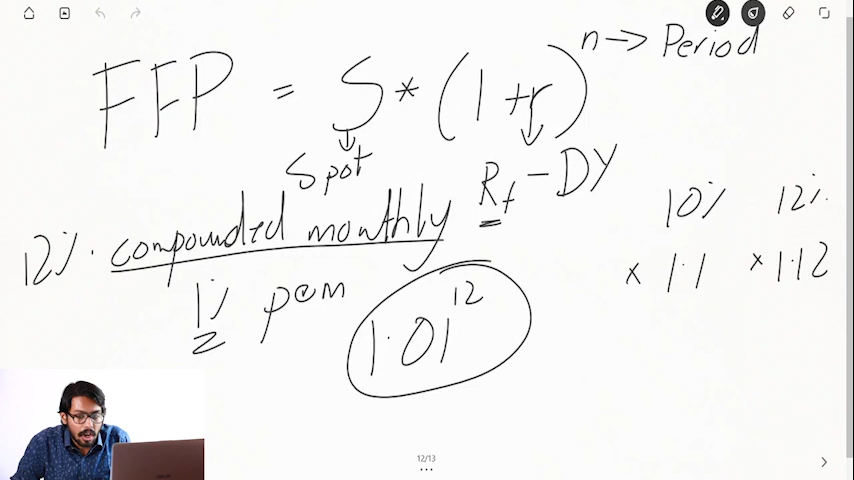 FFP = S * (1 + r)^n → Period
Spot
Rf - DY
10% 12%.
12%. compounded monthly
× 1.1 × 1.12
1% p@m
1.01^12
12/13